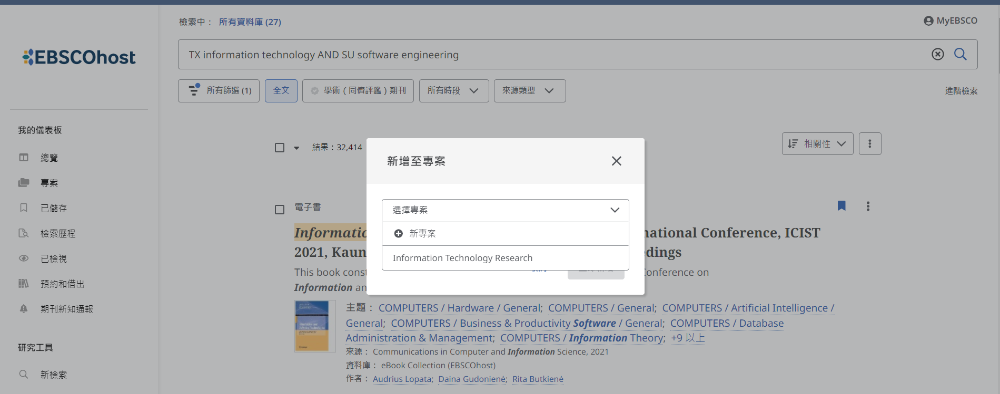 檢索中： 所有資料庫 (27)
MyEBSCO
EBSCOhost
TX information technology AND SU software engineering
所有篩選 (1)
全文
學術（同儕評鑑）期刊
所有時段
來源類型
進階檢索
我的儀表板
總覽
專案
已儲存
檢索歷程
已檢視
預約和借出
期刊新知通報
研究工具
新檢索
結果：32,414
相關性
新增至專案
選擇專案
新專案
Information Technology Research
電子書
national Conference, ICIST
2021, Kaun
dings
This book const
Conference on
Information an
主題： COMPUTERS / Hardware / General; COMPUTERS / General; COMPUTERS / Artificial Intelligence /
General; COMPUTERS / Business & Productivity Software / General; COMPUTERS / Database
Administration & Management; COMPUTERS / Information Theory; +9 以上
來源： Communications in Computer and Information Science, 2021
資料庫： eBook Collection (EBSCOhost)
作者： Audrius Lopata; Daina Gudonienė; Rita Butkienė